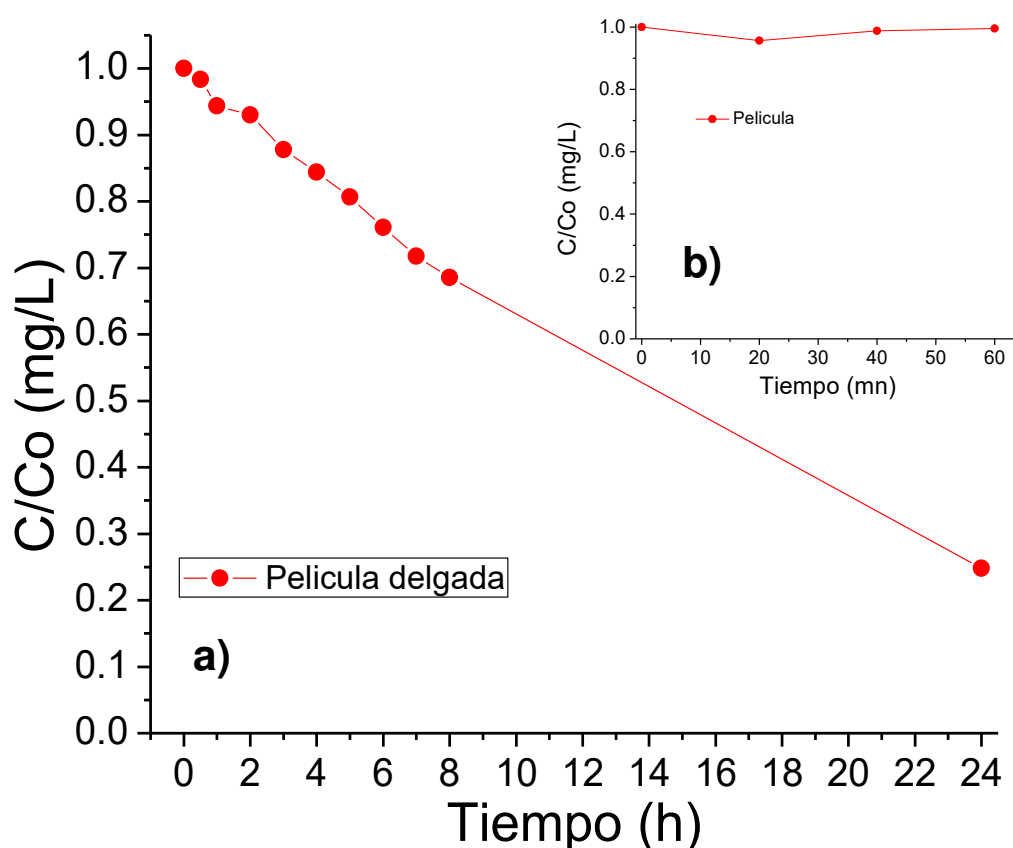 1.0
0.9
0.8
0.7
0.6
0.5
0.4
0.3
0.2
0.1
0.0
C/Co (mg/L)
Pelicula delgada
a)
0 2 4 6 8 10 12 14 16 18 20 22 24
Tiempo (h)
1.0
0.8
0.6
0.4
0.2
0.0
C/Co (mg/L)
Pelicula
b)
0 10 20 30 40 50 60
Tiempo (mn)